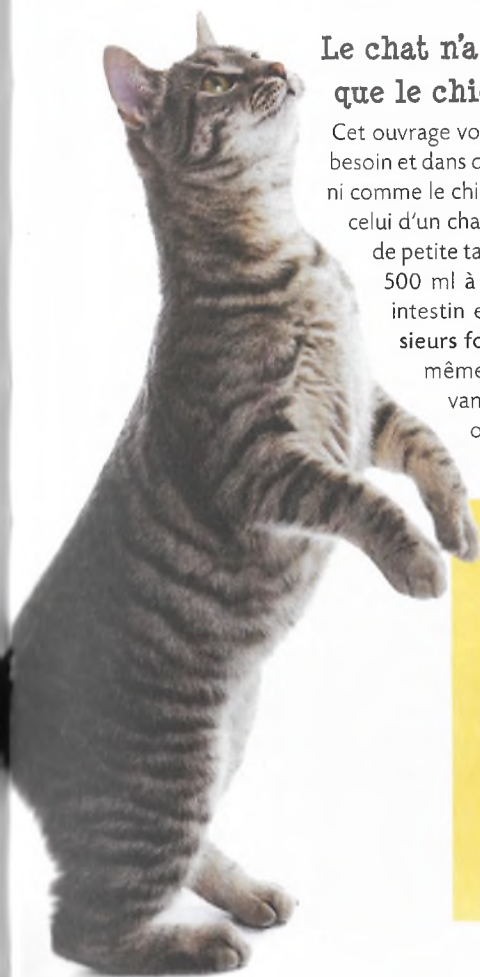 Le chat n'a
que le chi
Cet ouvrage vo
besoin et dans
ni comme le chi
celui d'un cha
de petite ta
500 ml à
intestin e
sieurs fo
même
van